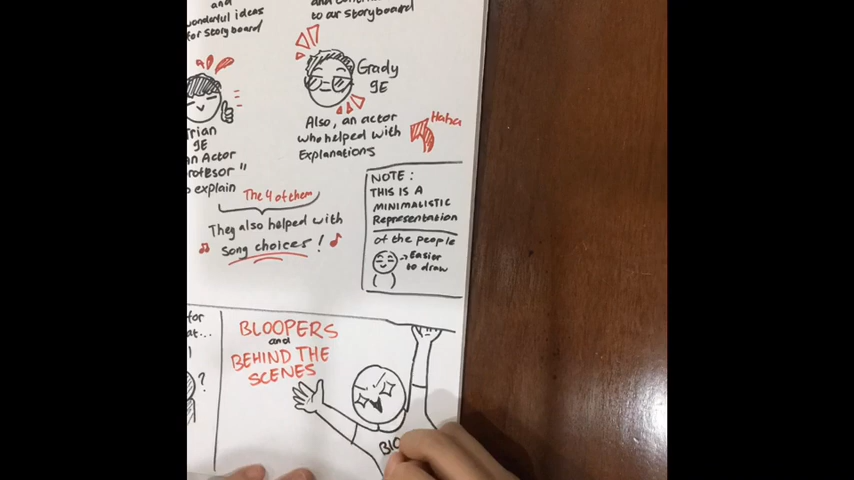 and
wonderful ideas
for storyboard
to our storyboard
Grady
9E
Also, an actor
who helped with
Explanations
Haha
9E
an Actor
explain
The 4 of them
They also helped with
song choices!
NOTE:
THIS IS A
MINIMALISTIC
Representation
of the people
→Easier
to draw
for
?
BLOOPERS
and
BEHIND THE
SCENES